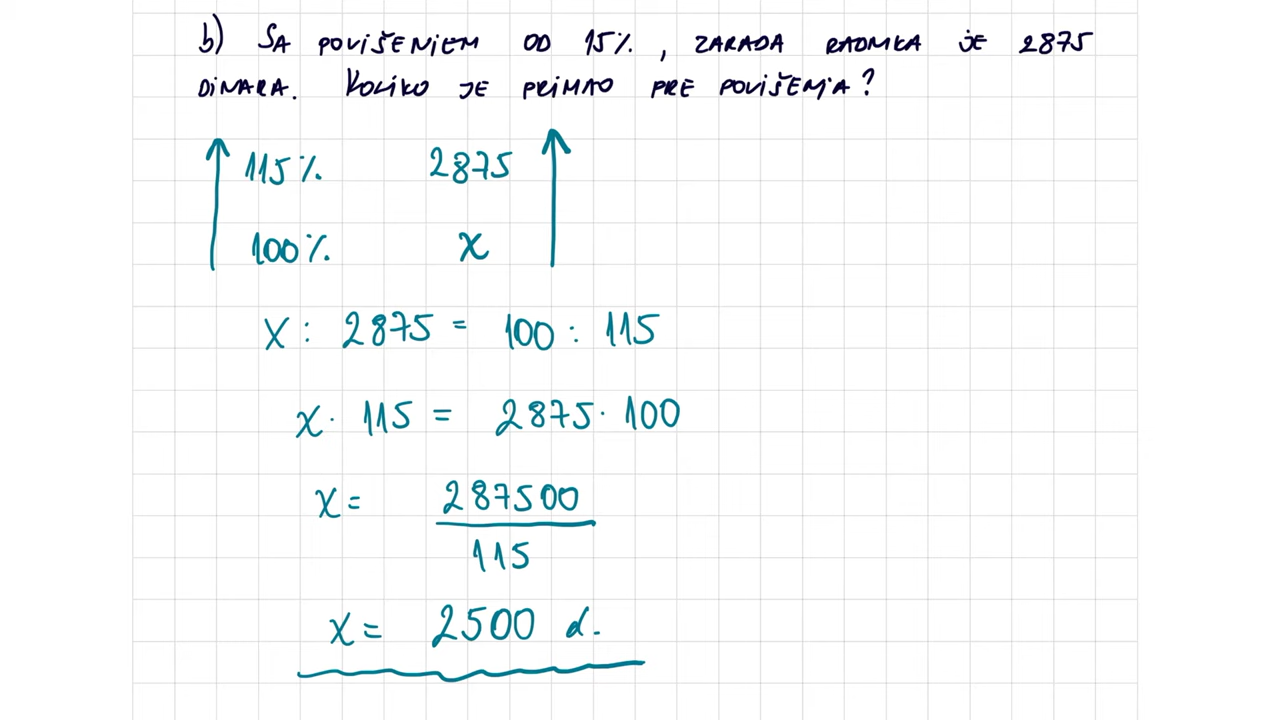 b) SA POVIŠENJEM OD 15%, ZARADA RADNIKA JE 2875
DINARA. KOLIKO JE PRIMAO PRE POVIŠENJA?
115% 2875
100% x
x : 2875 = 100 : 115
x · 115 = 2875 · 100
x = 287500
115
x = 2500 d.